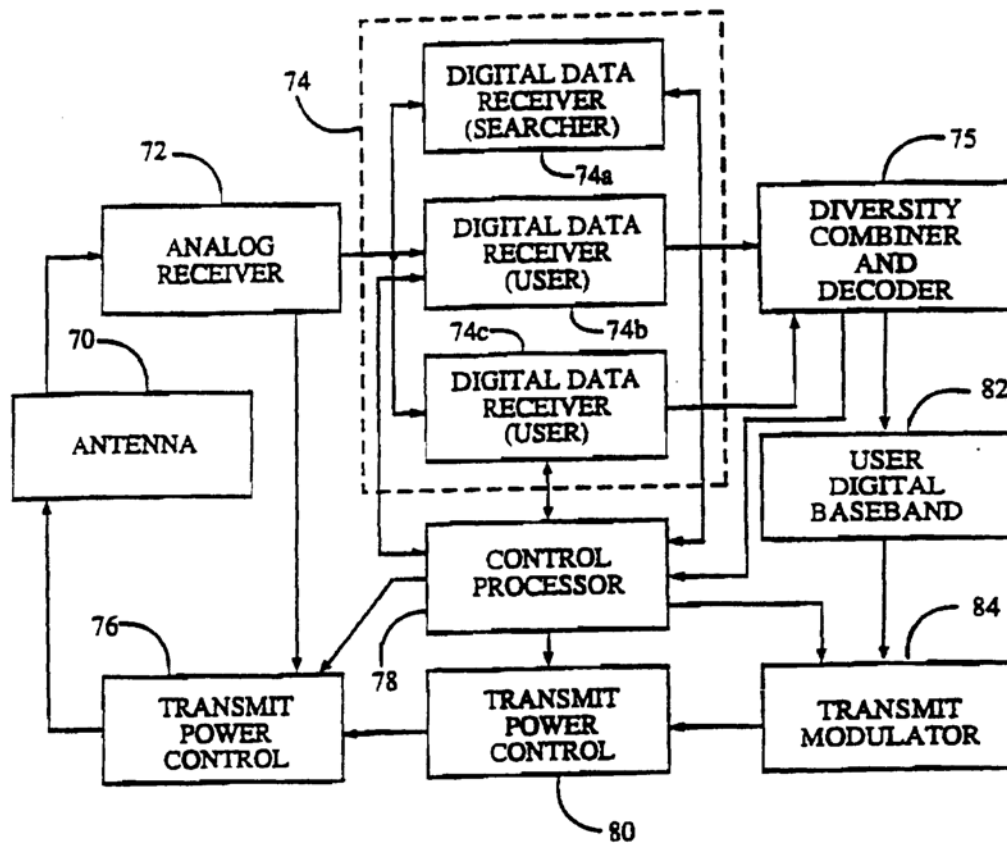 74
DIGITAL DATA
RECEIVER
(SEARCHER)
74a
72
ANALOG
RECEIVER
DIGITAL DATA
RECEIVER
(USER)
74b
75
DIVERSITY
COMBINER
AND
DECODER
70
ANTENNA
74c
DIGITAL DATA
RECEIVER
(USER)
82
USER
DIGITAL
BASEBAND
CONTROL
PROCESSOR
78
76
TRANSMIT
POWER
CONTROL
TRANSMIT
POWER
CONTROL
80
84
TRANSMIT
MODULATOR